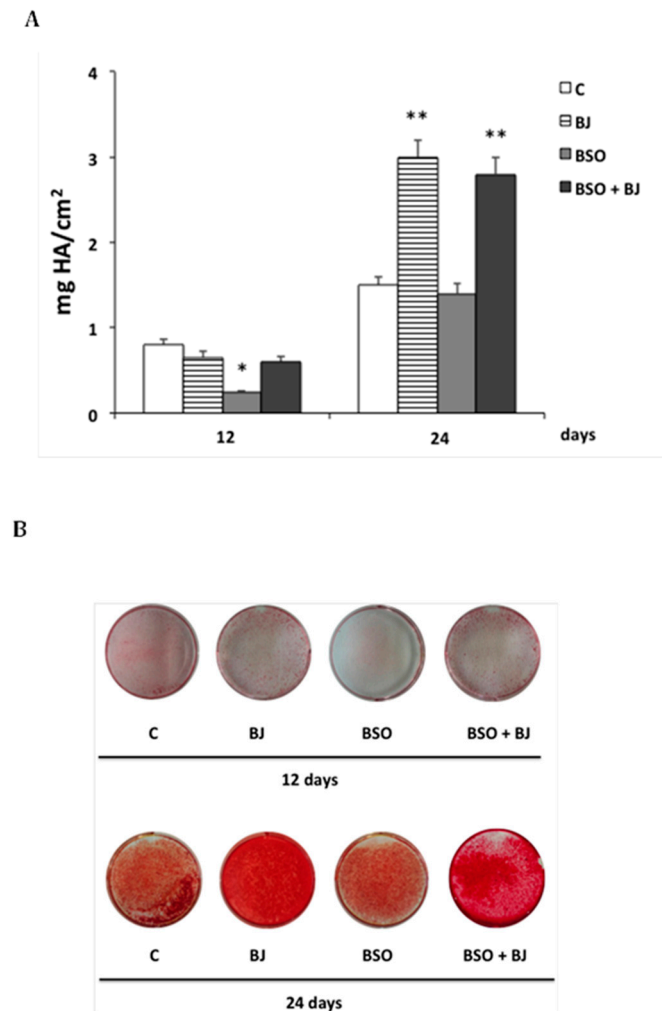 A
4
3
2
1
0
mg HA/cm²
**
**
*
C
BJ
BSO
BSO + BJ
12
24
days
B
C BJ BSO BSO + BJ
12 days
C BJ BSO BSO + BJ
24 days